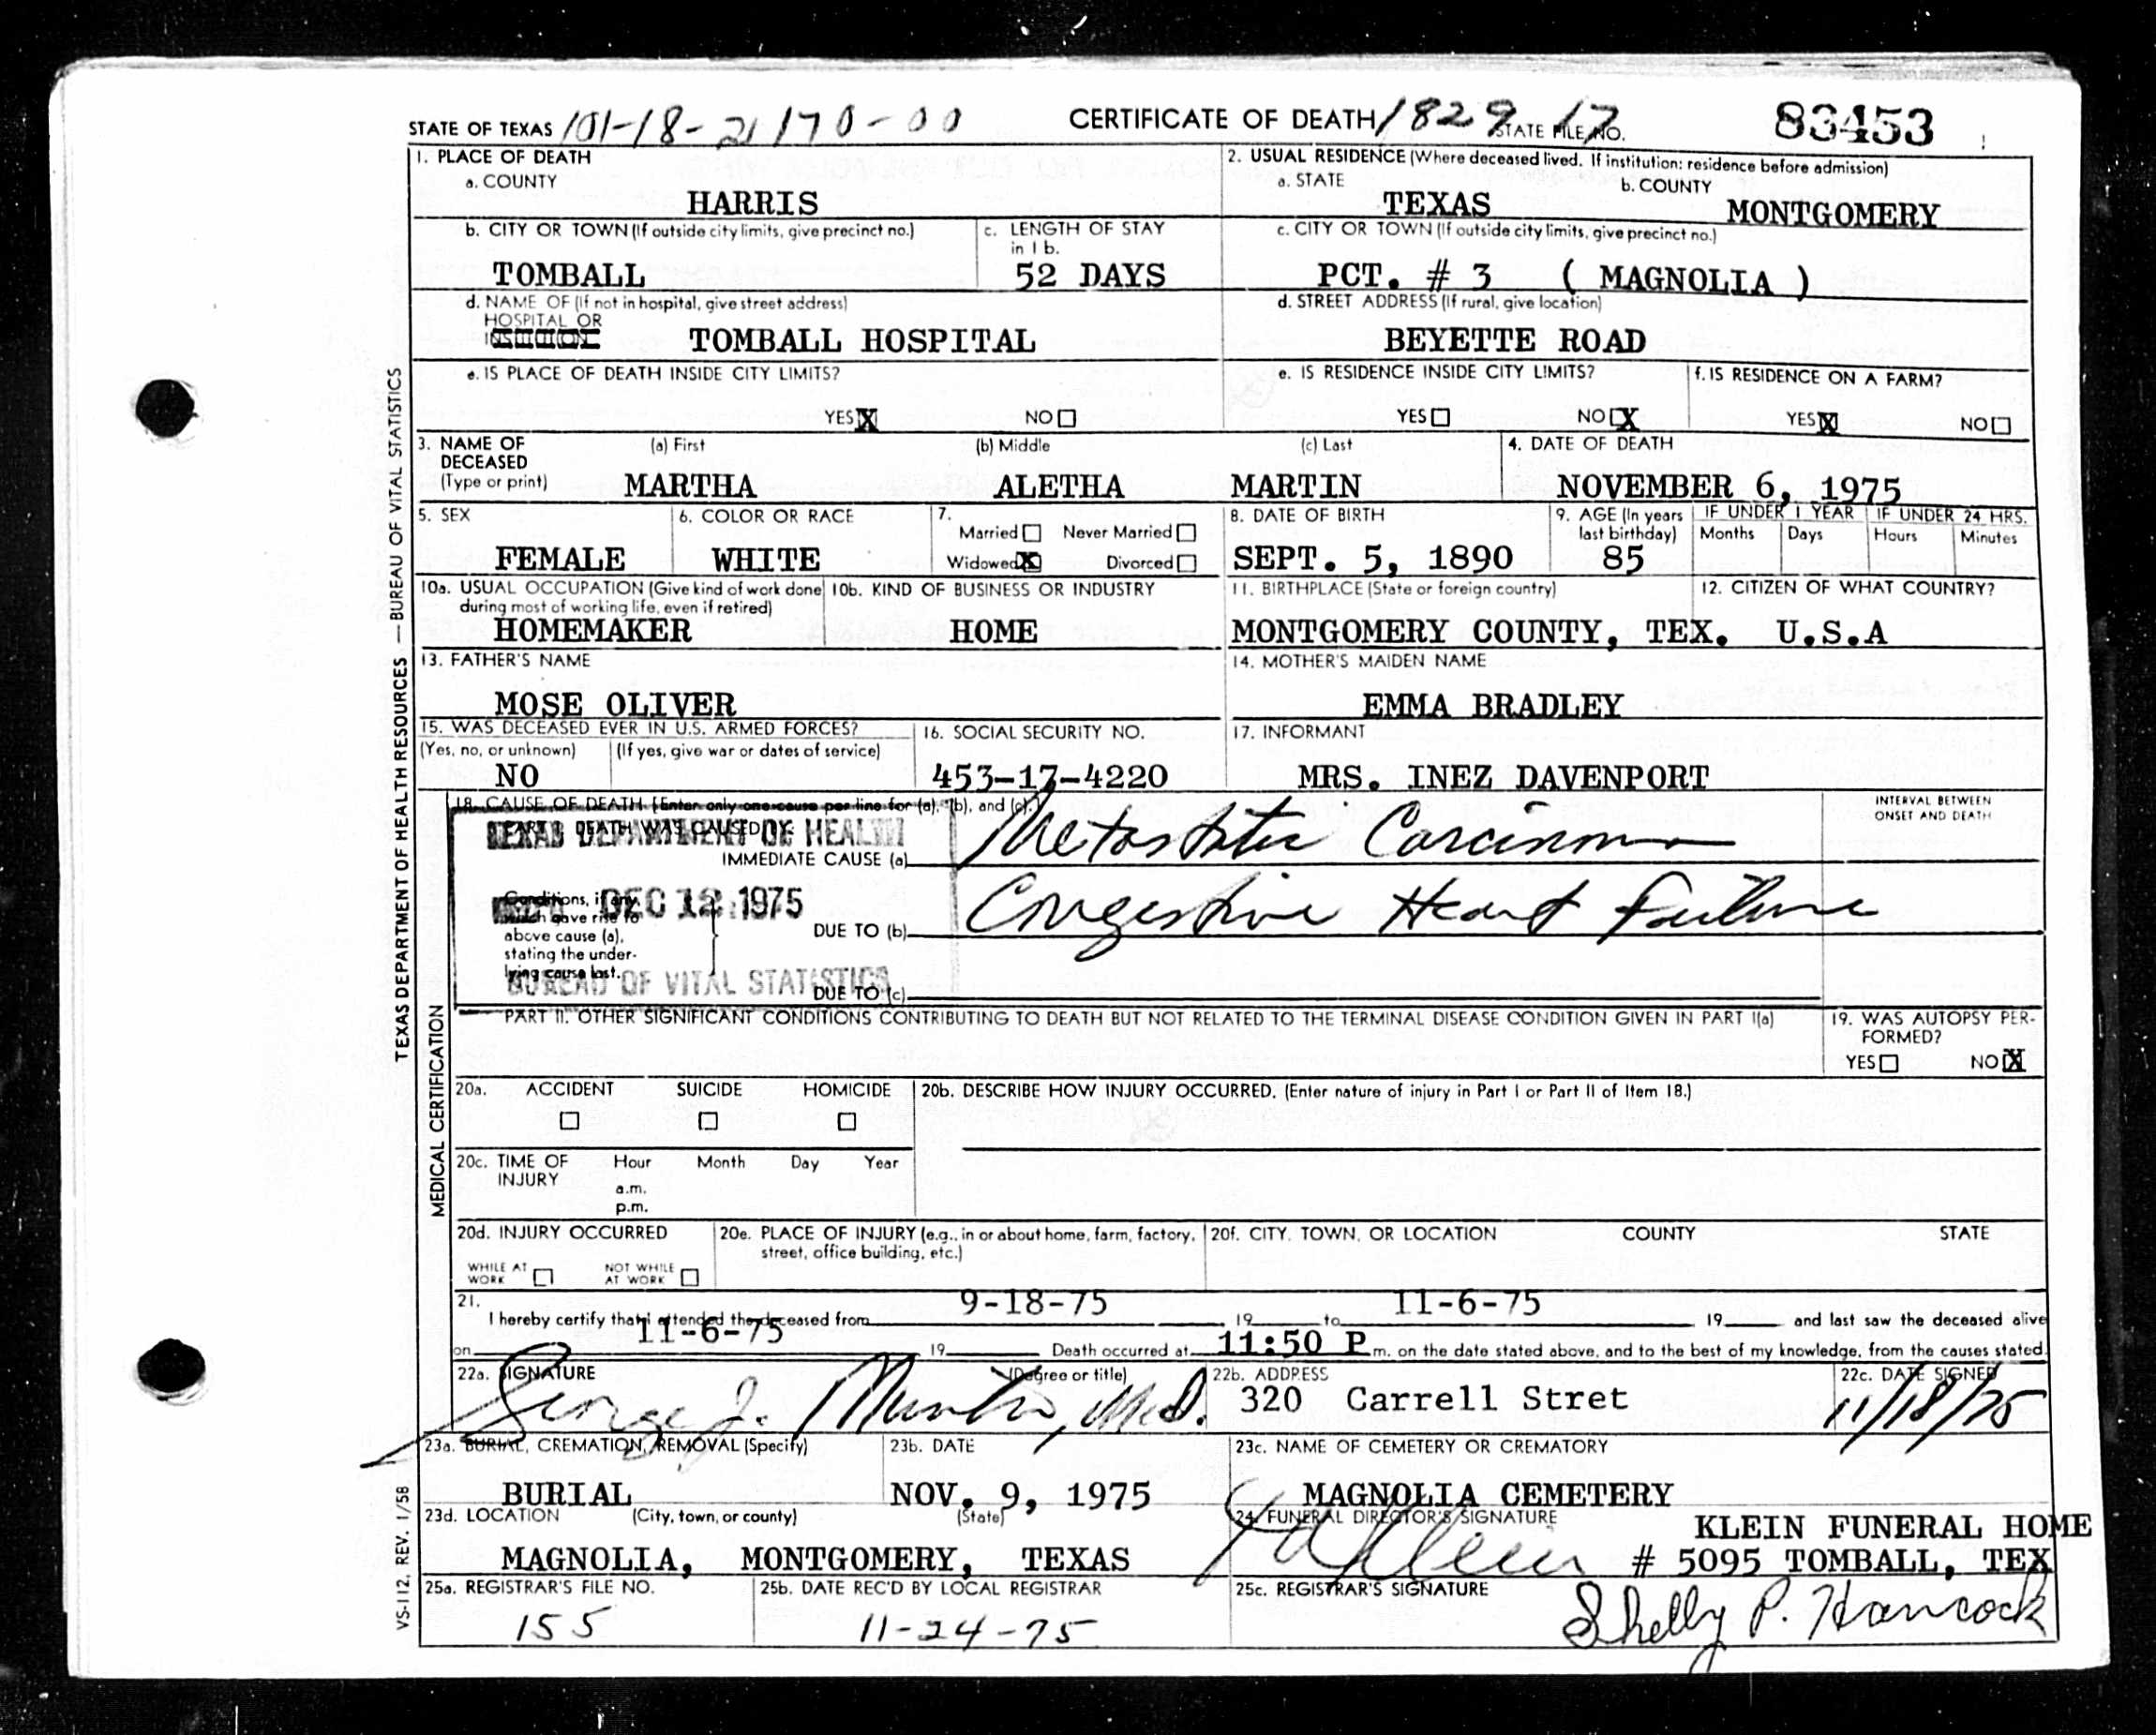 STATE OF TEXAS 101-18-2 170-00 CERTIFICATE OF DEATH 1829 17 STATE FILE NO. 83453
1. PLACE OF DEATH
a. COUNTY
HARRIS
2. USUAL RESIDENCE (Where deceased lived. If institution: residence before admission)
a. STATE b. COUNTY
TEXAS MONTGOMERY
b. CITY OR TOWN (If outside city limits, give precinct no.)
TOMBALL
c. LENGTH OF STAY
in 1 b.
52 DAYS
c. CITY OR TOWN (If outside city limits, give precinct no.)
PCT. # 3 ( MAGNOLIA )
d. NAME OF (If not in hospital, give street address)
HOSPITAL OR
INSTITUTION
TOMBALL HOSPITAL
d. STREET ADDRESS (If rural, give location)
BEYETTE ROAD
e. IS PLACE OF DEATH INSIDE CITY LIMITS?
YES X NO
e. IS RESIDENCE INSIDE CITY LIMITS?
YES NO X
f. IS RESIDENCE ON A FARM?
YES X NO
3. NAME OF
DECEASED
(Type or print)
(a) First (b) Middle (c) Last
MARTHA ALETHA MARTIN
4. DATE OF DEATH
NOVEMBER 6, 1975
5. SEX
FEMALE
6. COLOR OR RACE
WHITE
7.
Married Never Married
Widowed X Divorced
8. DATE OF BIRTH
SEPT. 5, 1890
9. AGE (In years
last birthday)
85
IF UNDER 1 YEAR IF UNDER 24 HRS.
Months Days Hours Minutes
10a. USUAL OCCUPATION (Give kind of work done
during most of working life, even if retired)
HOMEMAKER
10b. KIND OF BUSINESS OR INDUSTRY
HOME
11. BIRTHPLACE (State or foreign country)
MONTGOMERY COUNTY, TEX.
12. CITIZEN OF WHAT COUNTRY?
U.S.A
13. FATHER'S NAME
MOSE OLIVER
14. MOTHER'S MAIDEN NAME
EMMA BRADLEY
15. WAS DECEASED EVER IN U.S. ARMED FORCES?
(Yes, no, or unknown) (If yes, give war or dates of service)
NO
16. SOCIAL SECURITY NO.
453-17-4220
17. INFORMANT
MRS. INEZ DAVENPORT
18. CAUSE OF DEATH (Enter only one cause per line for (a), (b), and (c).)
PART I. DEATH WAS CAUSED BY:
TEXAS DEPARTMENT OF HEALTH
IMMEDIATE CAUSE (a) Metastatic Carcinoma
INTERVAL BETWEEN
ONSET AND DEATH
DEC 12 1975
Conditions, if any,
which gave rise to
above cause (a),
stating the under-
lying cause last.
DUE TO (b) Congestive Heart Failure
BUREAU OF VITAL STATISTICS
DUE TO (c)
PART II. OTHER SIGNIFICANT CONDITIONS CONTRIBUTING TO DEATH BUT NOT RELATED TO THE TERMINAL DISEASE CONDITION GIVEN IN PART I(a)
19. WAS AUTOPSY PER-
FORMED?
YES NO X
20a. ACCIDENT SUICIDE HOMICIDE
20b. DESCRIBE HOW INJURY OCCURRED. (Enter nature of injury in Part I or Part II of Item 18.)
20c. TIME OF
INJURY
Hour Month Day Year
a.m.
p.m.
20d. INJURY OCCURRED
WHILE AT
WORK
NOT WHILE
AT WORK
20e. PLACE OF INJURY (e.g., in or about home, farm, factory,
street, office building, etc.)
20f. CITY, TOWN, OR LOCATION COUNTY STATE
21.
I hereby certify that I attended the deceased from 9-18-75 19 to 11-6-75 19 and last saw the deceased alive
on 11-6-75 19 Death occurred at 11:50 P m. on the date stated above, and to the best of my knowledge, from the causes stated.
22a. SIGNATURE (Degree or title)
George J. M.D.
22b. ADDRESS
320 Carrell Stret
22c. DATE SIGNED
11/18/75
23a. BURIAL, CREMATION, REMOVAL (Specify)
BURIAL
23b. DATE
NOV. 9, 1975
23c. NAME OF CEMETERY OR CREMATORY
MAGNOLIA CEMETERY
23d. LOCATION (City, town, or county) (State)
MAGNOLIA, MONTGOMERY, TEXAS
24. FUNERAL DIRECTOR'S SIGNATURE
Klein
KLEIN FUNERAL HOME
# 5095 TOMBALL, TEX
25a. REGISTRAR'S FILE NO.
155
25b. DATE REC'D BY LOCAL REGISTRAR
11-24-75
25c. REGISTRAR'S SIGNATURE
Shelly P. Hancock
TEXAS DEPARTMENT OF HEALTH RESOURCES — BUREAU OF VITAL STATISTICS
MEDICAL CERTIFICATION
VS-112, REV. 1/58